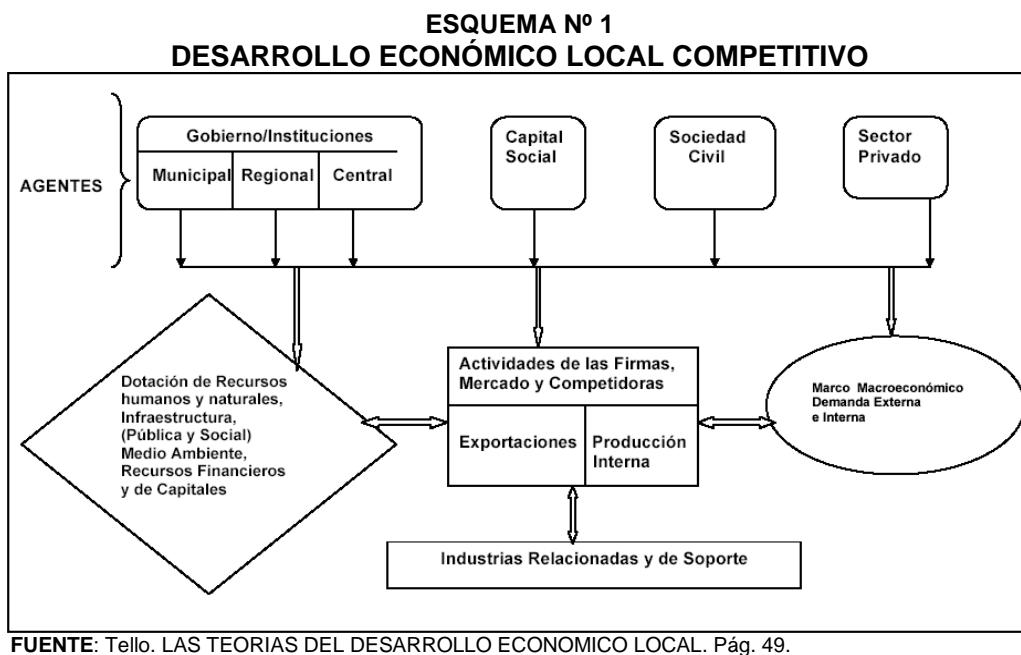 ESQUEMA Nº 1
DESARROLLO ECONÓMICO LOCAL COMPETITIVO
AGENTES
Gobierno/Instituciones
Municipal
Regional
Central
Capital
Social
Sociedad
Civil
Sector
Privado
Dotación de Recursos
humanos y naturales,
Infraestructura,
(Pública y Social)
Medio Ambiente,
Recursos Financieros
y de Capitales
Actividades de las Firmas,
Mercado y Competidoras
Exportaciones
Producción
Interna
Marco Macroeconómico
Demanda Externa
e Interna
Industrias Relacionadas y de Soporte
FUENTE: Tello. LAS TEORIAS DEL DESARROLLO ECONOMICO LOCAL. Pág. 49.